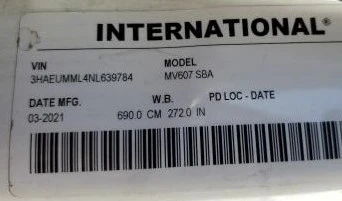 INTERNATIONAL®
VIN MODEL
3HAEUMML4NL639784 MV607 SBA
DATE MFG. W.B. PD LOC - DATE
03-2021 690.0 CM 272.0 IN